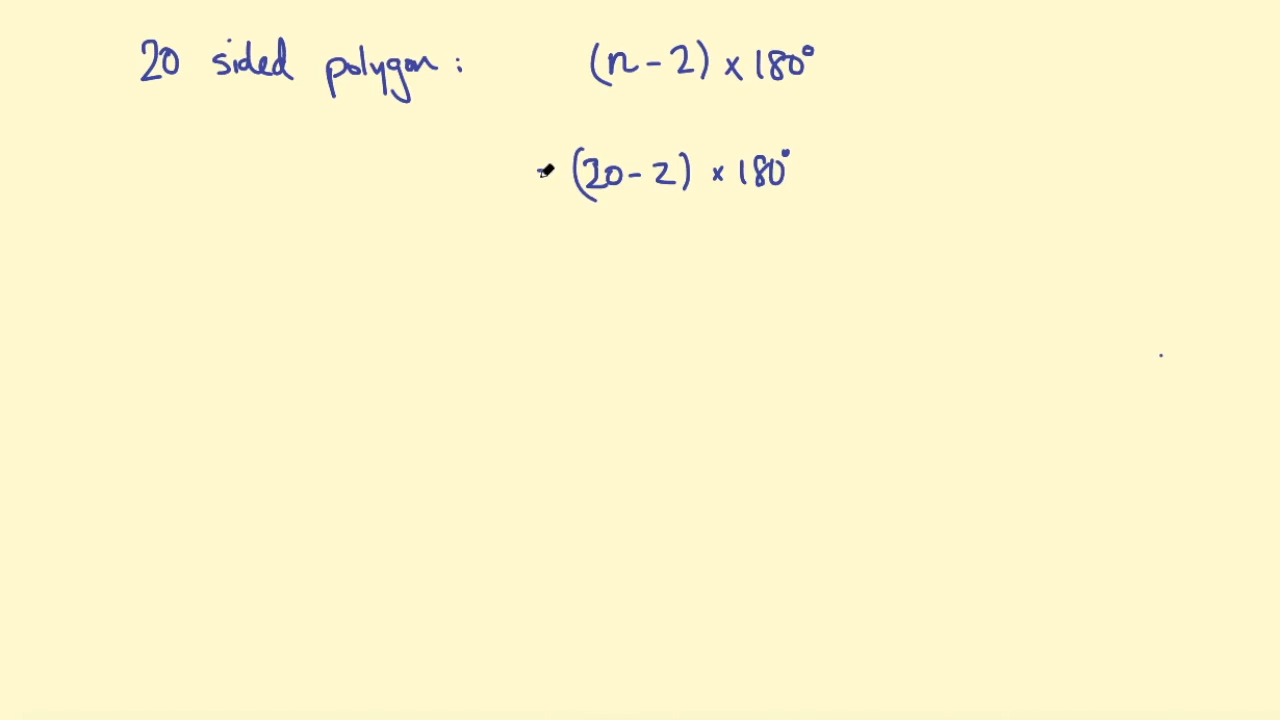 20 sided polygon: (n - 2) × 180°
(20 - 2) × 180°